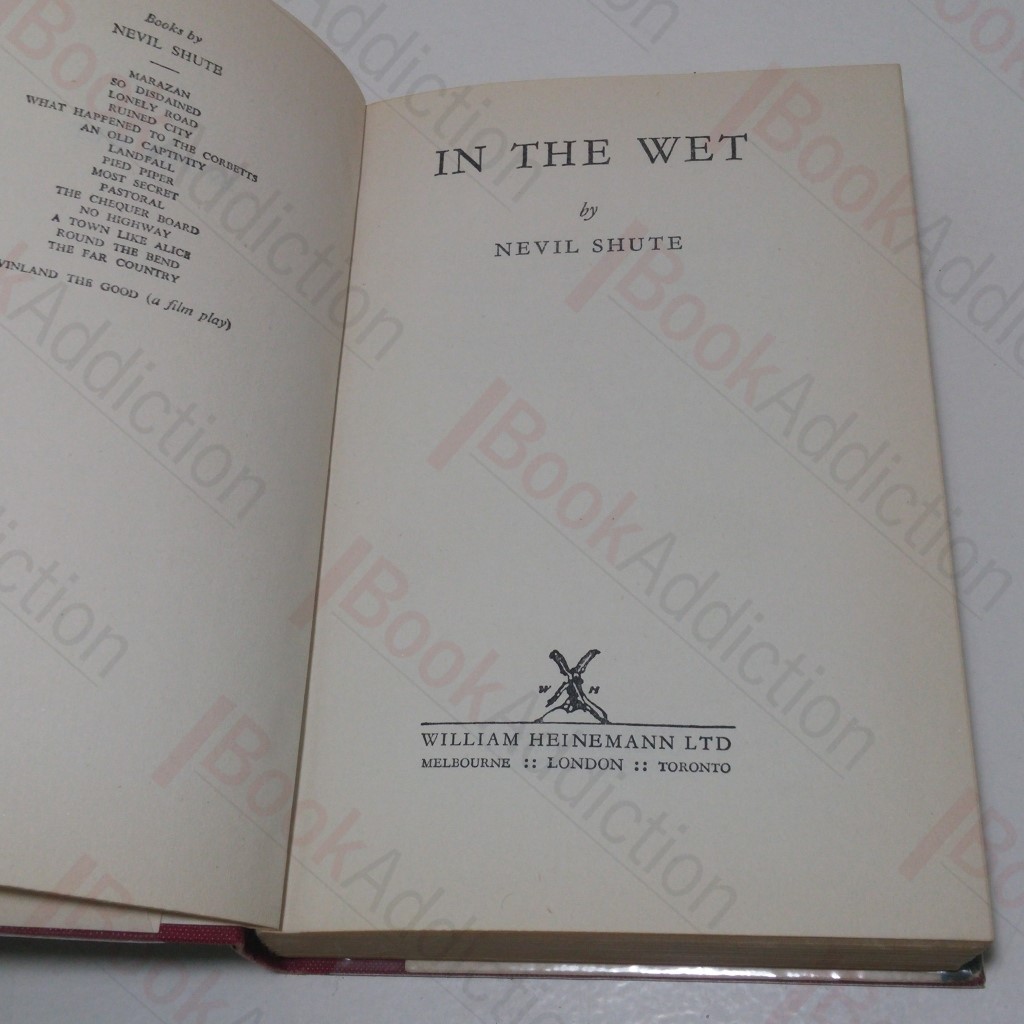 Books by
NEVIL SHUTE
MARAZAN
SO DISDAINED
LONELY ROAD
RUINED CITY
WHAT HAPPENED TO THE CORBETTS
AN OLD CAPTIVITY
LANDFALL
PIED PIPER
MOST SECRET
PASTORAL
THE CHEQUER BOARD
NO HIGHWAY
A TOWN LIKE ALICE
ROUND THE BEND
THE FAR COUNTRY
VINLAND THE GOOD (a film play)
IN THE WET
by
NEVIL SHUTE
W H
WILLIAM HEINEMANN LTD
MELBOURNE :: LONDON :: TORONTO
BookAddiction